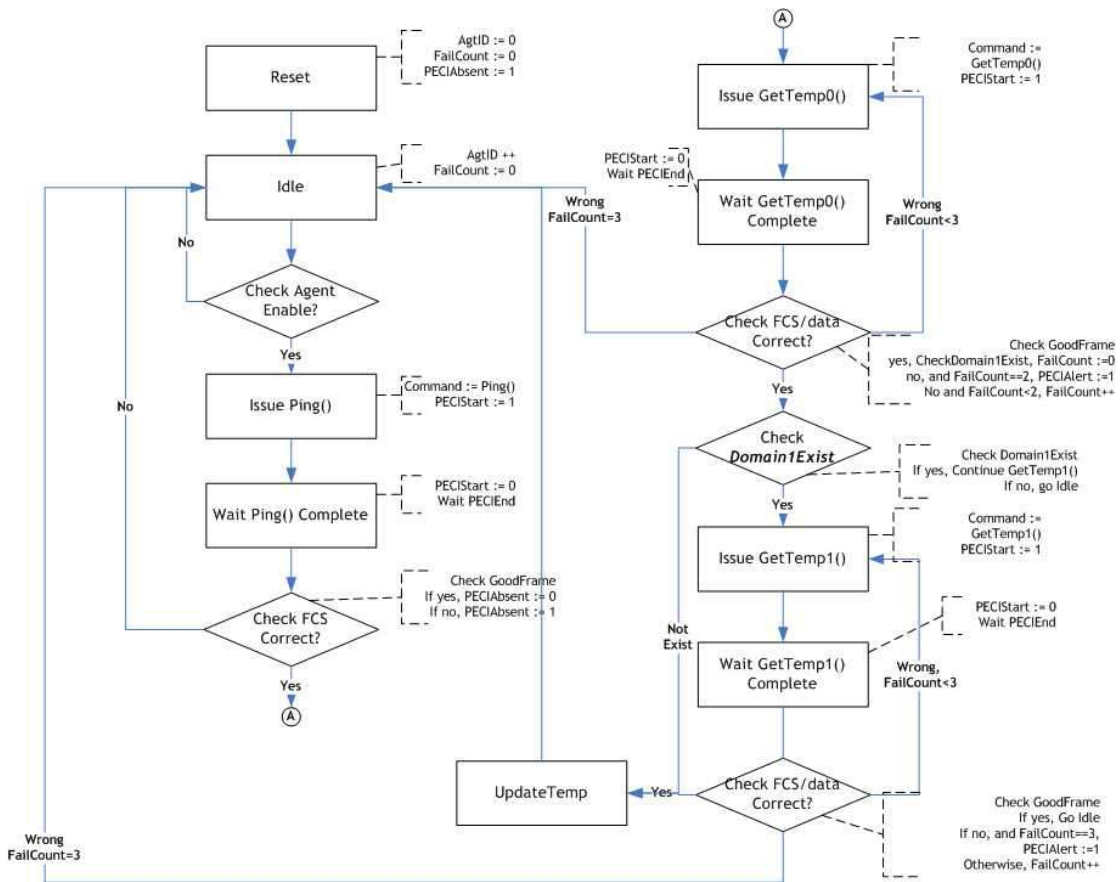 Reset
AgtID := 0
FailCount := 0
PECIAbsent := 1
Idle
AgtID ++
FailCount := 0
No
Check Agent
Enable?
Yes
Issue Ping()
Command := Ping()
PECIStart := 1
No
Wait Ping() Complete
PECIStart := 0
Wait PECIEnd
Check FCS
Correct?
Check GoodFrame
If yes, PECIAbsent := 0
If no, PECIAbsent := 1
Yes
A
A
Issue GetTemp0()
Command :=
GetTemp0()
PECIStart := 1
PECIStart := 0
Wait PECIEnd
Wait GetTemp0()
Complete
Wrong
FailCount=3
Wrong
FailCount<3
Check FCS/data
Correct?
Check GoodFrame
yes, CheckDomain1Exist, FailCount :=0
no, and FailCount==2, PECIAlert :=1
No and FailCount<2, FailCount++
Yes
Check
Domain1Exist
Check Domain1Exist
If yes, Continue GetTemp1()
If no, go Idle
Yes
Issue GetTemp1()
Command :=
GetTemp1()
PECIStart := 1
Not
Exist
PECIStart := 0
Wait PECIEnd
Wait GetTemp1()
Complete
Wrong,
FailCount<3
UpdateTemp
Yes
Check FCS/data
Correct?
Check GoodFrame
If yes, Go Idle
If no, and FailCount==3,
PECIAlert :=1
Otherwise, FailCount++
Wrong
FailCount=3